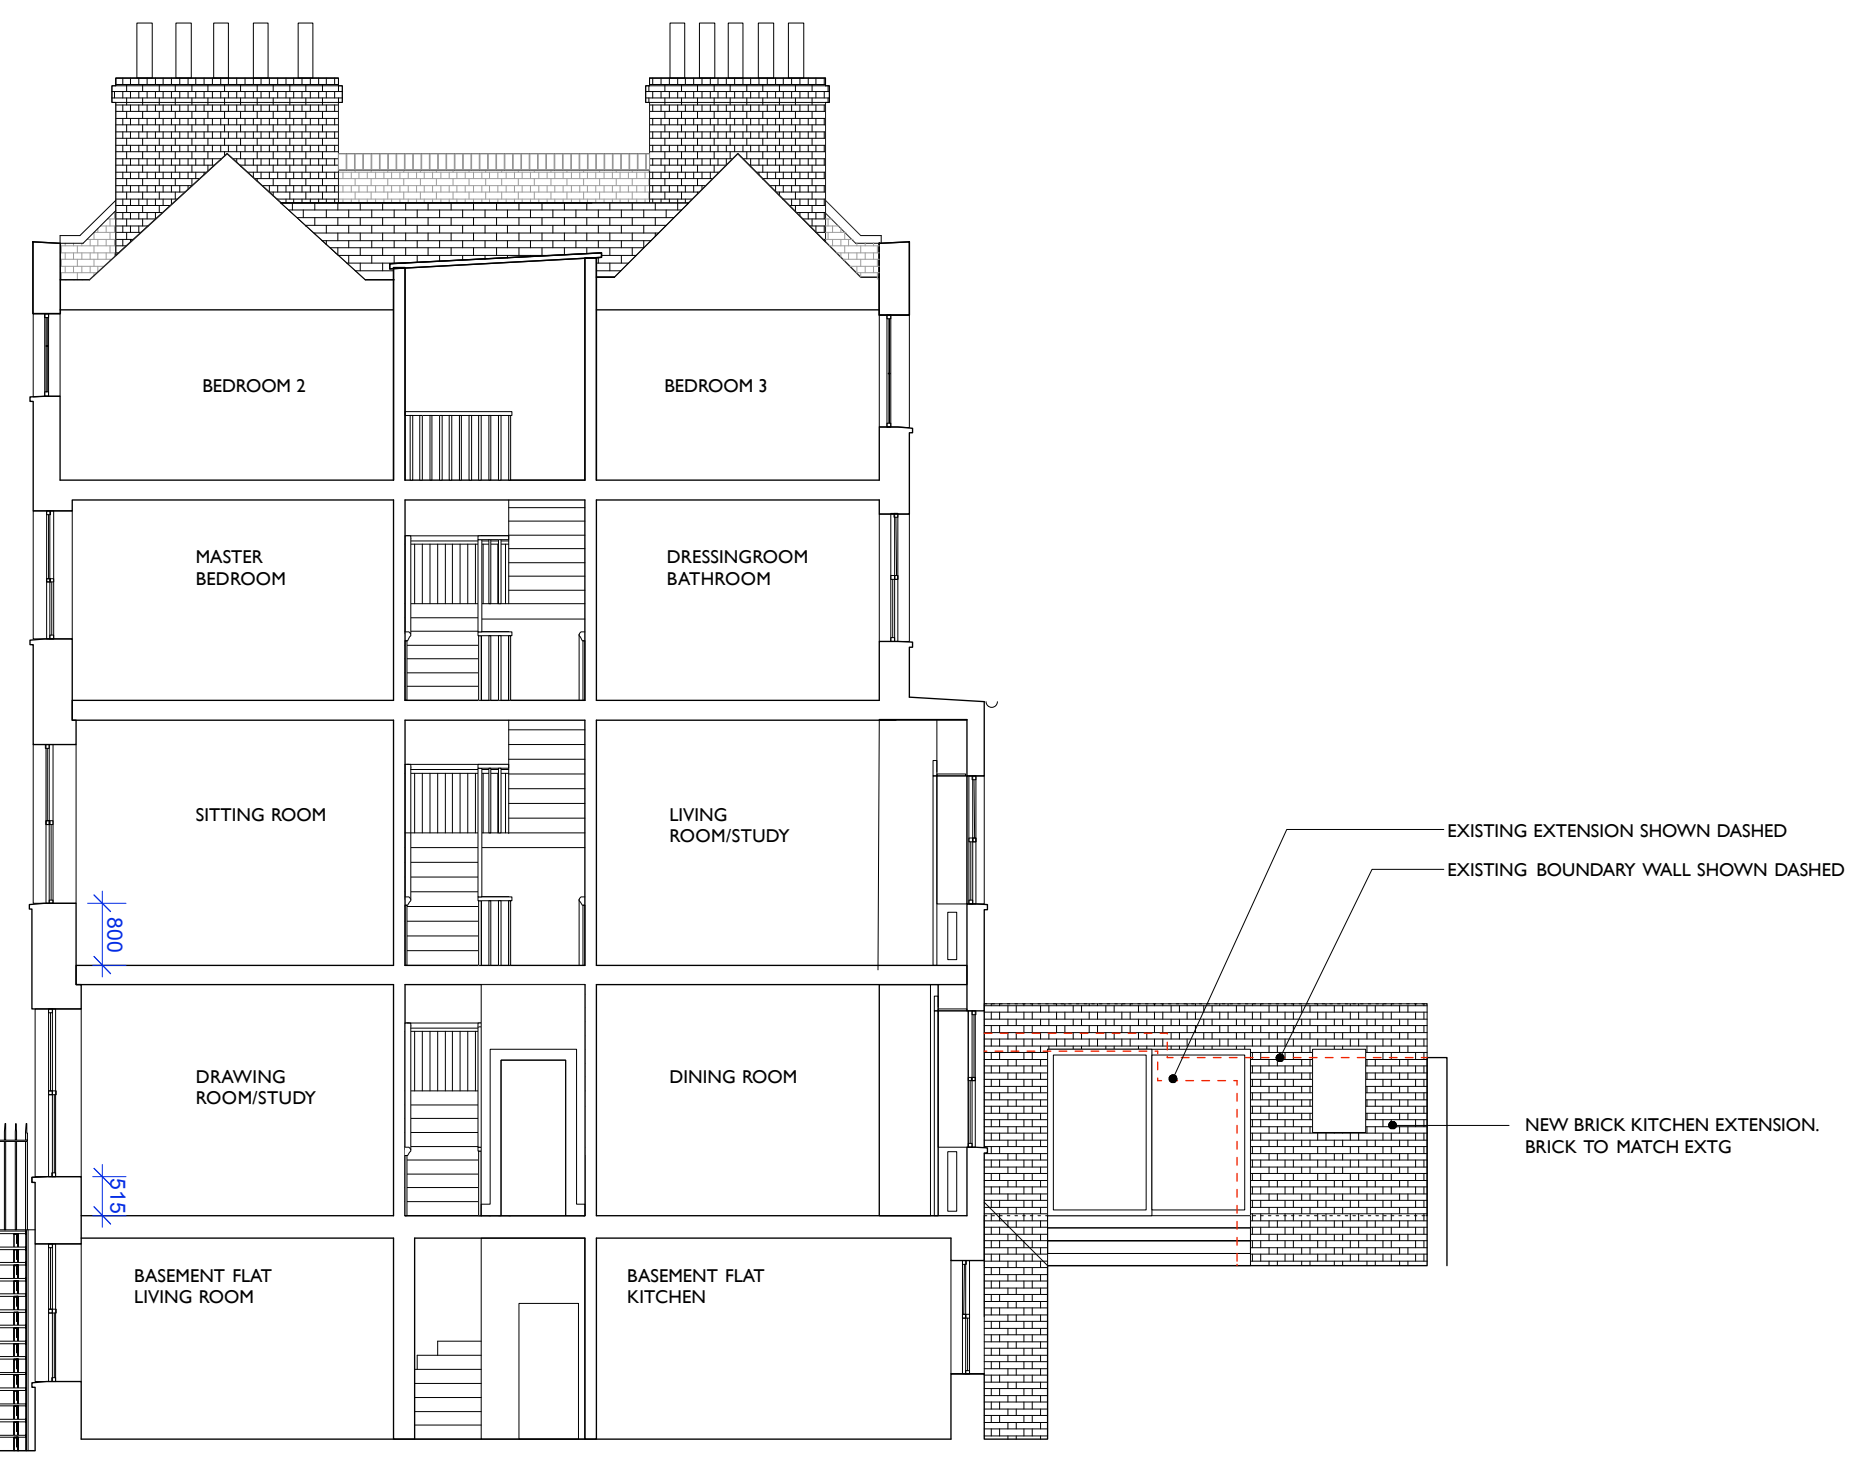 BEDROOM 2
BEDROOM 3
MASTER
BEDROOM
DRESSINGROOM
BATHROOM
SITTING ROOM
LIVING
ROOM/STUDY
800
EXISTING EXTENSION SHOWN DASHED
EXISTING BOUNDARY WALL SHOWN DASHED
DRAWING
ROOM/STUDY
DINING ROOM
515
NEW BRICK KITCHEN EXTENSION.
BRICK TO MATCH EXTG
BASEMENT FLAT
LIVING ROOM
BASEMENT FLAT
KITCHEN